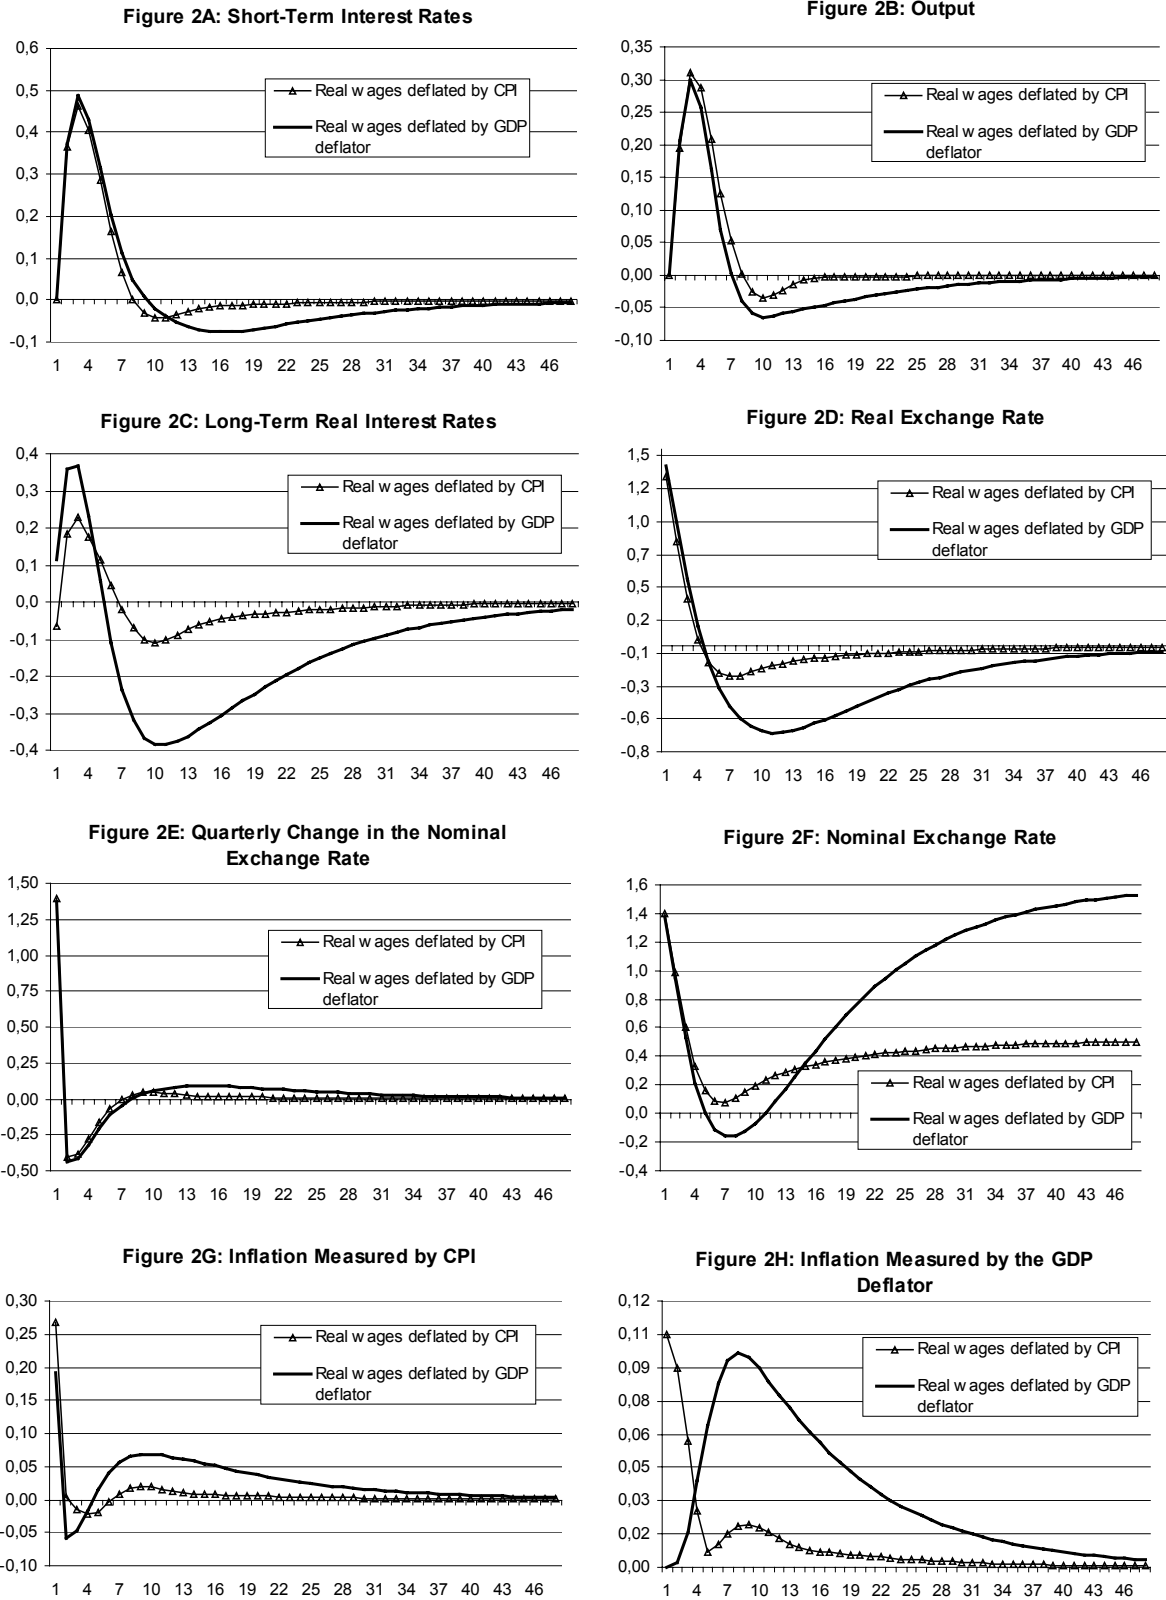 Figure 2A: Short-Term Interest Rates
0,6
0,5
0,4
0,3
0,2
0,1
0,0
-0,1
Real wages deflated by CPI
Real wages deflated by GDP
deflator
1 4 7 10 13 16 19 22 25 28 31 34 37 40 43 46
Figure 2B: Output
0,35
0,30
0,25
0,20
0,15
0,10
0,05
0,00
-0,05
-0,10
Real wages deflated by CPI
Real wages deflated by GDP
deflator
1 4 7 10 13 16 19 22 25 28 31 34 37 40 43 46
Figure 2C: Long-Term Real Interest Rates
0,4
0,3
0,2
0,1
0,0
-0,1
-0,2
-0,3
-0,4
Real wages deflated by CPI
Real wages deflated by GDP
deflator
1 4 7 10 13 16 19 22 25 28 31 34 37 40 43 46
Figure 2D: Real Exchange Rate
1,5
1,2
1,0
0,7
0,5
0,2
-0,1
-0,3
-0,6
-0,8
Real wages deflated by CPI
Real wages deflated by GDP
deflator
1 4 7 10 13 16 19 22 25 28 31 34 37 40 43 46
Figure 2E: Quarterly Change in the Nominal
Exchange Rate
1,50
1,25
1,00
0,75
0,50
0,25
0,00
-0,25
-0,50
Real wages deflated by CPI
Real wages deflated by GDP
deflator
1 4 7 10 13 16 19 22 25 28 31 34 37 40 43 46
Figure 2F: Nominal Exchange Rate
1,6
1,4
1,2
1,0
0,8
0,6
0,4
0,2
0,0
-0,2
-0,4
Real wages deflated by CPI
Real wages deflated by GDP
deflator
1 4 7 10 13 16 19 22 25 28 31 34 37 40 43 46
Figure 2G: Inflation Measured by CPI
0,30
0,25
0,20
0,15
0,10
0,05
0,00
-0,05
-0,10
Real wages deflated by CPI
Real wages deflated by GDP
deflator
1 4 7 10 13 16 19 22 25 28 31 34 37 40 43 46
Figure 2H: Inflation Measured by the GDP
Deflator
0,12
0,11
0,09
0,08
0,06
0,05
0,03
0,02
0,00
Real wages deflated by CPI
Real wages deflated by GDP
deflator
1 4 7 10 13 16 19 22 25 28 31 34 37 40 43 46